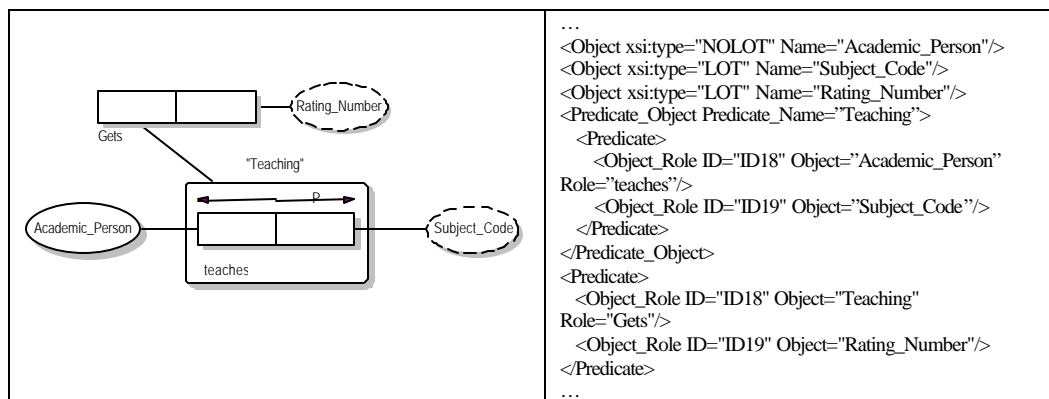 Rating_Number
Gets
"Teaching"
P
Academic_Person
Subject_Code
teaches
…
<Object xsi:type="NOLOT" Name="Academic_Person"/>
<Object xsi:type="LOT" Name="Subject_Code"/>
<Object xsi:type="LOT" Name="Rating_Number"/>
<Predicate_Object Predicate_Name=”Teaching”>
<Predicate>
<Object_Role ID="ID18" Object=”Academic_Person”
Role=”teaches”/>
<Object_Role ID="ID19" Object=”Subject_Code”/>
</Predicate>
</Predicate_Object>
<Predicate>
<Object_Role ID="ID18" Object="Teaching"
Role="Gets"/>
<Object_Role ID="ID19" Object="Rating_Number"/>
</Predicate>
…